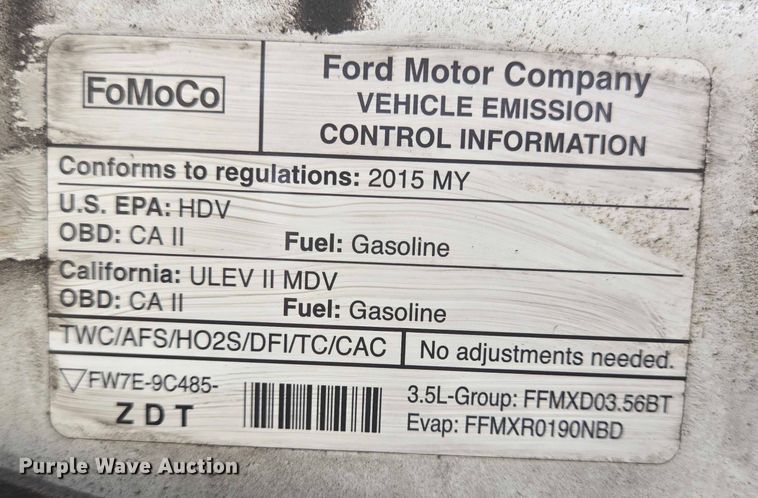 FoMoCo
Ford Motor Company
VEHICLE EMISSION
CONTROL INFORMATION
Conforms to regulations: 2015 MY
U.S. EPA: HDV
OBD: CA II Fuel: Gasoline
California: ULEV II MDV
OBD: CA II Fuel: Gasoline
TWC/AFS/HO2S/DFI/TC/CAC No adjustments needed.
▽FW7E-9C485-
ZDT
3.5L-Group: FFMXD03.56BT
Evap: FFMXR0190NBD
Purple Wave Auction